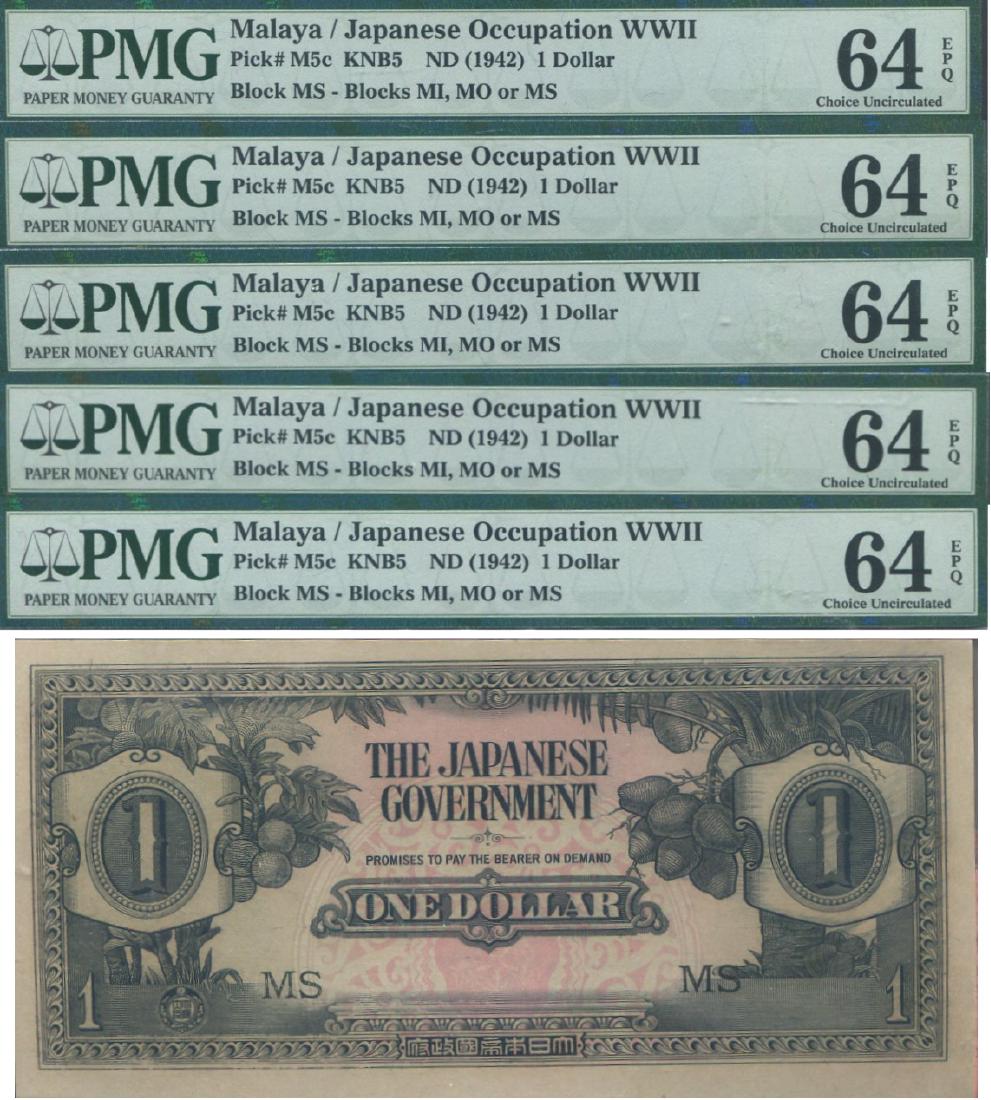 PMG
PAPER MONEY GUARANTY
Malaya / Japanese Occupation WWII
Pick# M5c KNB5 ND (1942) 1 Dollar
Block MS - Blocks MI, MO or MS
64 EPQ
Choice Uncirculated
PMG
PAPER MONEY GUARANTY
Malaya / Japanese Occupation WWII
Pick# M5c KNB5 ND (1942) 1 Dollar
Block MS - Blocks MI, MO or MS
64 EPQ
Choice Uncirculated
PMG
PAPER MONEY GUARANTY
Malaya / Japanese Occupation WWII
Pick# M5c KNB5 ND (1942) 1 Dollar
Block MS - Blocks MI, MO or MS
64 EPQ
Choice Uncirculated
PMG
PAPER MONEY GUARANTY
Malaya / Japanese Occupation WWII
Pick# M5c KNB5 ND (1942) 1 Dollar
Block MS - Blocks MI, MO or MS
64 EPQ
Choice Uncirculated
PMG
PAPER MONEY GUARANTY
Malaya / Japanese Occupation WWII
Pick# M5c KNB5 ND (1942) 1 Dollar
Block MS - Blocks MI, MO or MS
64 EPQ
Choice Uncirculated
THE JAPANESE
GOVERNMENT
1 1
PROMISES TO PAY THE BEARER ON DEMAND
ONE DOLLAR
MS MS
1 1
府政國帝本日大